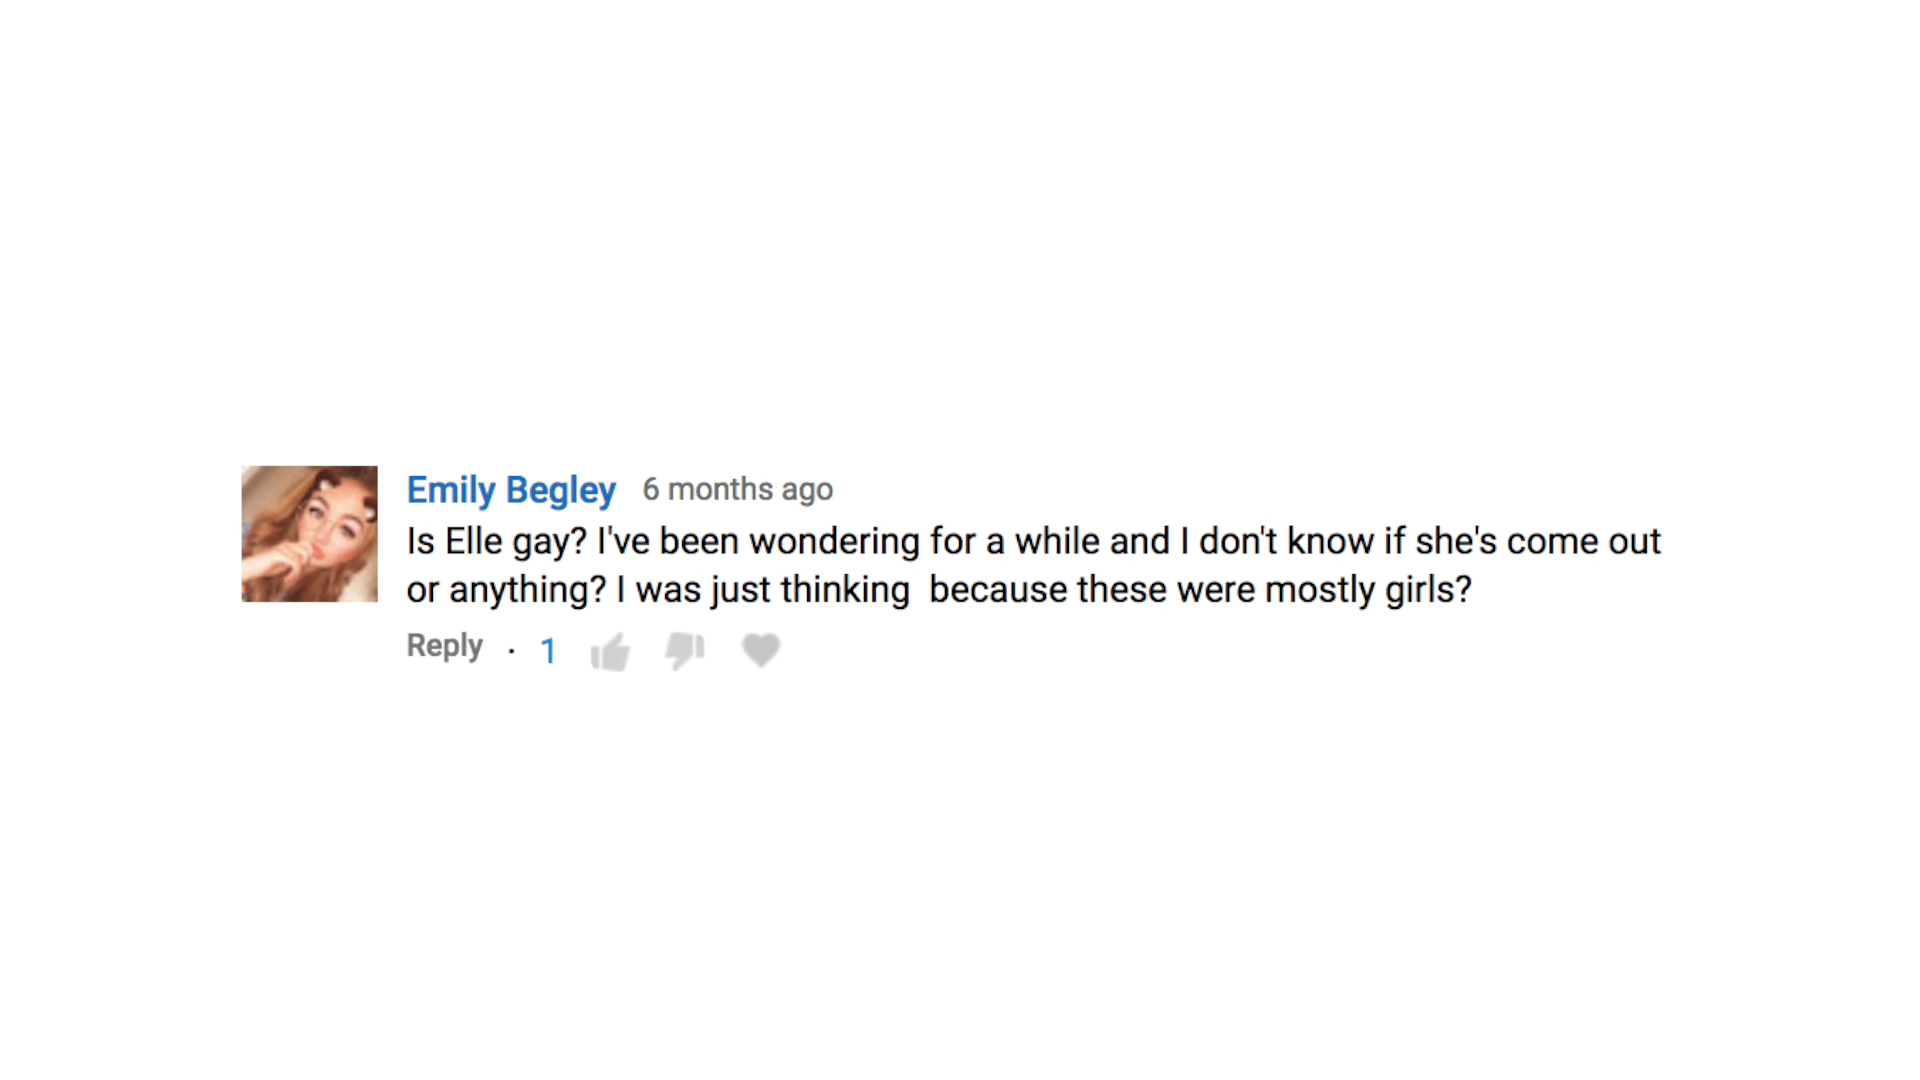 Emily Begley 6 months ago
Is Elle gay? I've been wondering for a while and I don't know if she's come out
or anything? I was just thinking  because these were mostly girls?
Reply · 1